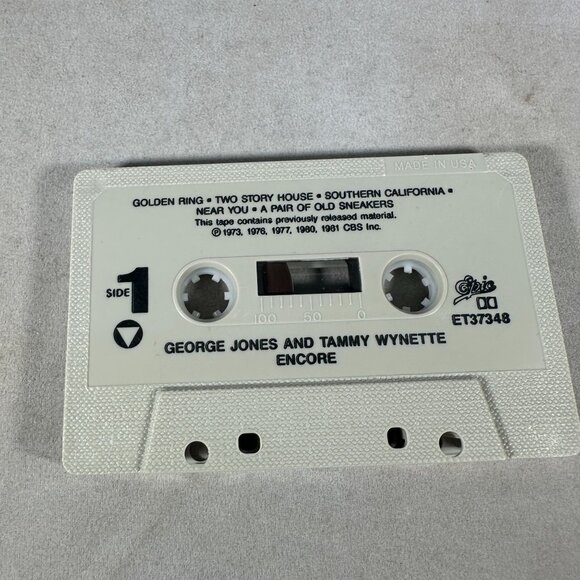 MADE IN USA
GOLDEN RING • TWO STORY HOUSE • SOUTHERN CALIFORNIA •
NEAR YOU • A PAIR OF OLD SNEAKERS
This tape contains previously released material.
℗ 1973, 1976, 1977, 1980, 1981 CBS Inc.
SIDE 1
100 50 0
Epic
ET37348
GEORGE JONES AND TAMMY WYNETTE
ENCORE